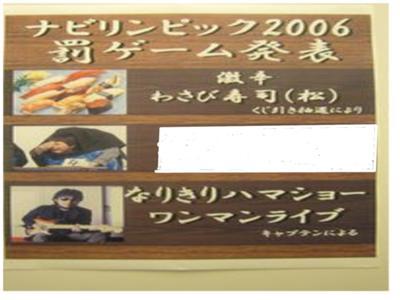 ナビリンピック2006
罰ゲーム発表
激辛
わさび寿司(松)
くじ引き抽選により
なりきりハマショー
ワンマンライブ
キャプテンによる